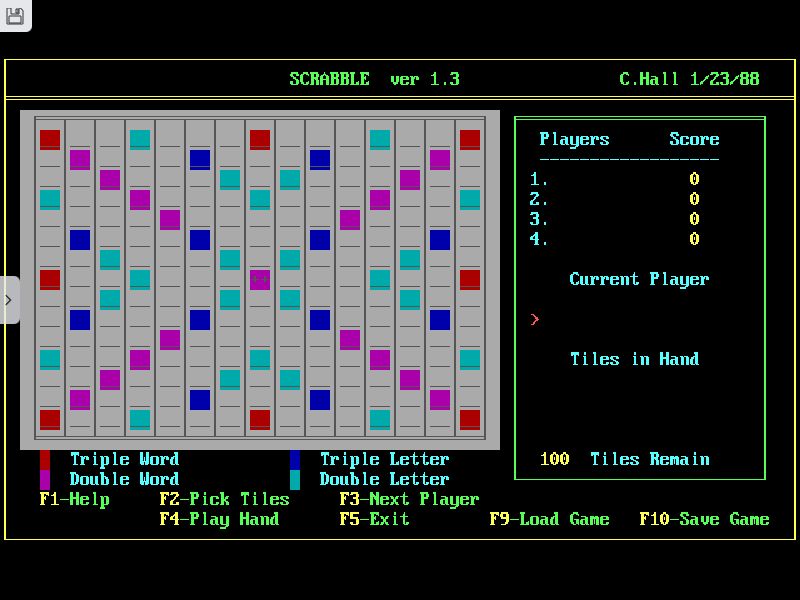 SCRABBLE ver 1.3 C.Hall 1/23/88
Players Score
1. 0
2. 0
3. 0
4. 0
Current Player
>
Tiles in Hand
100 Tiles Remain
Triple Word Triple Letter
Double Word Double Letter
F1-Help F2-Pick Tiles F3-Next Player
F4-Play Hand F5-Exit F9-Load Game F10-Save Game